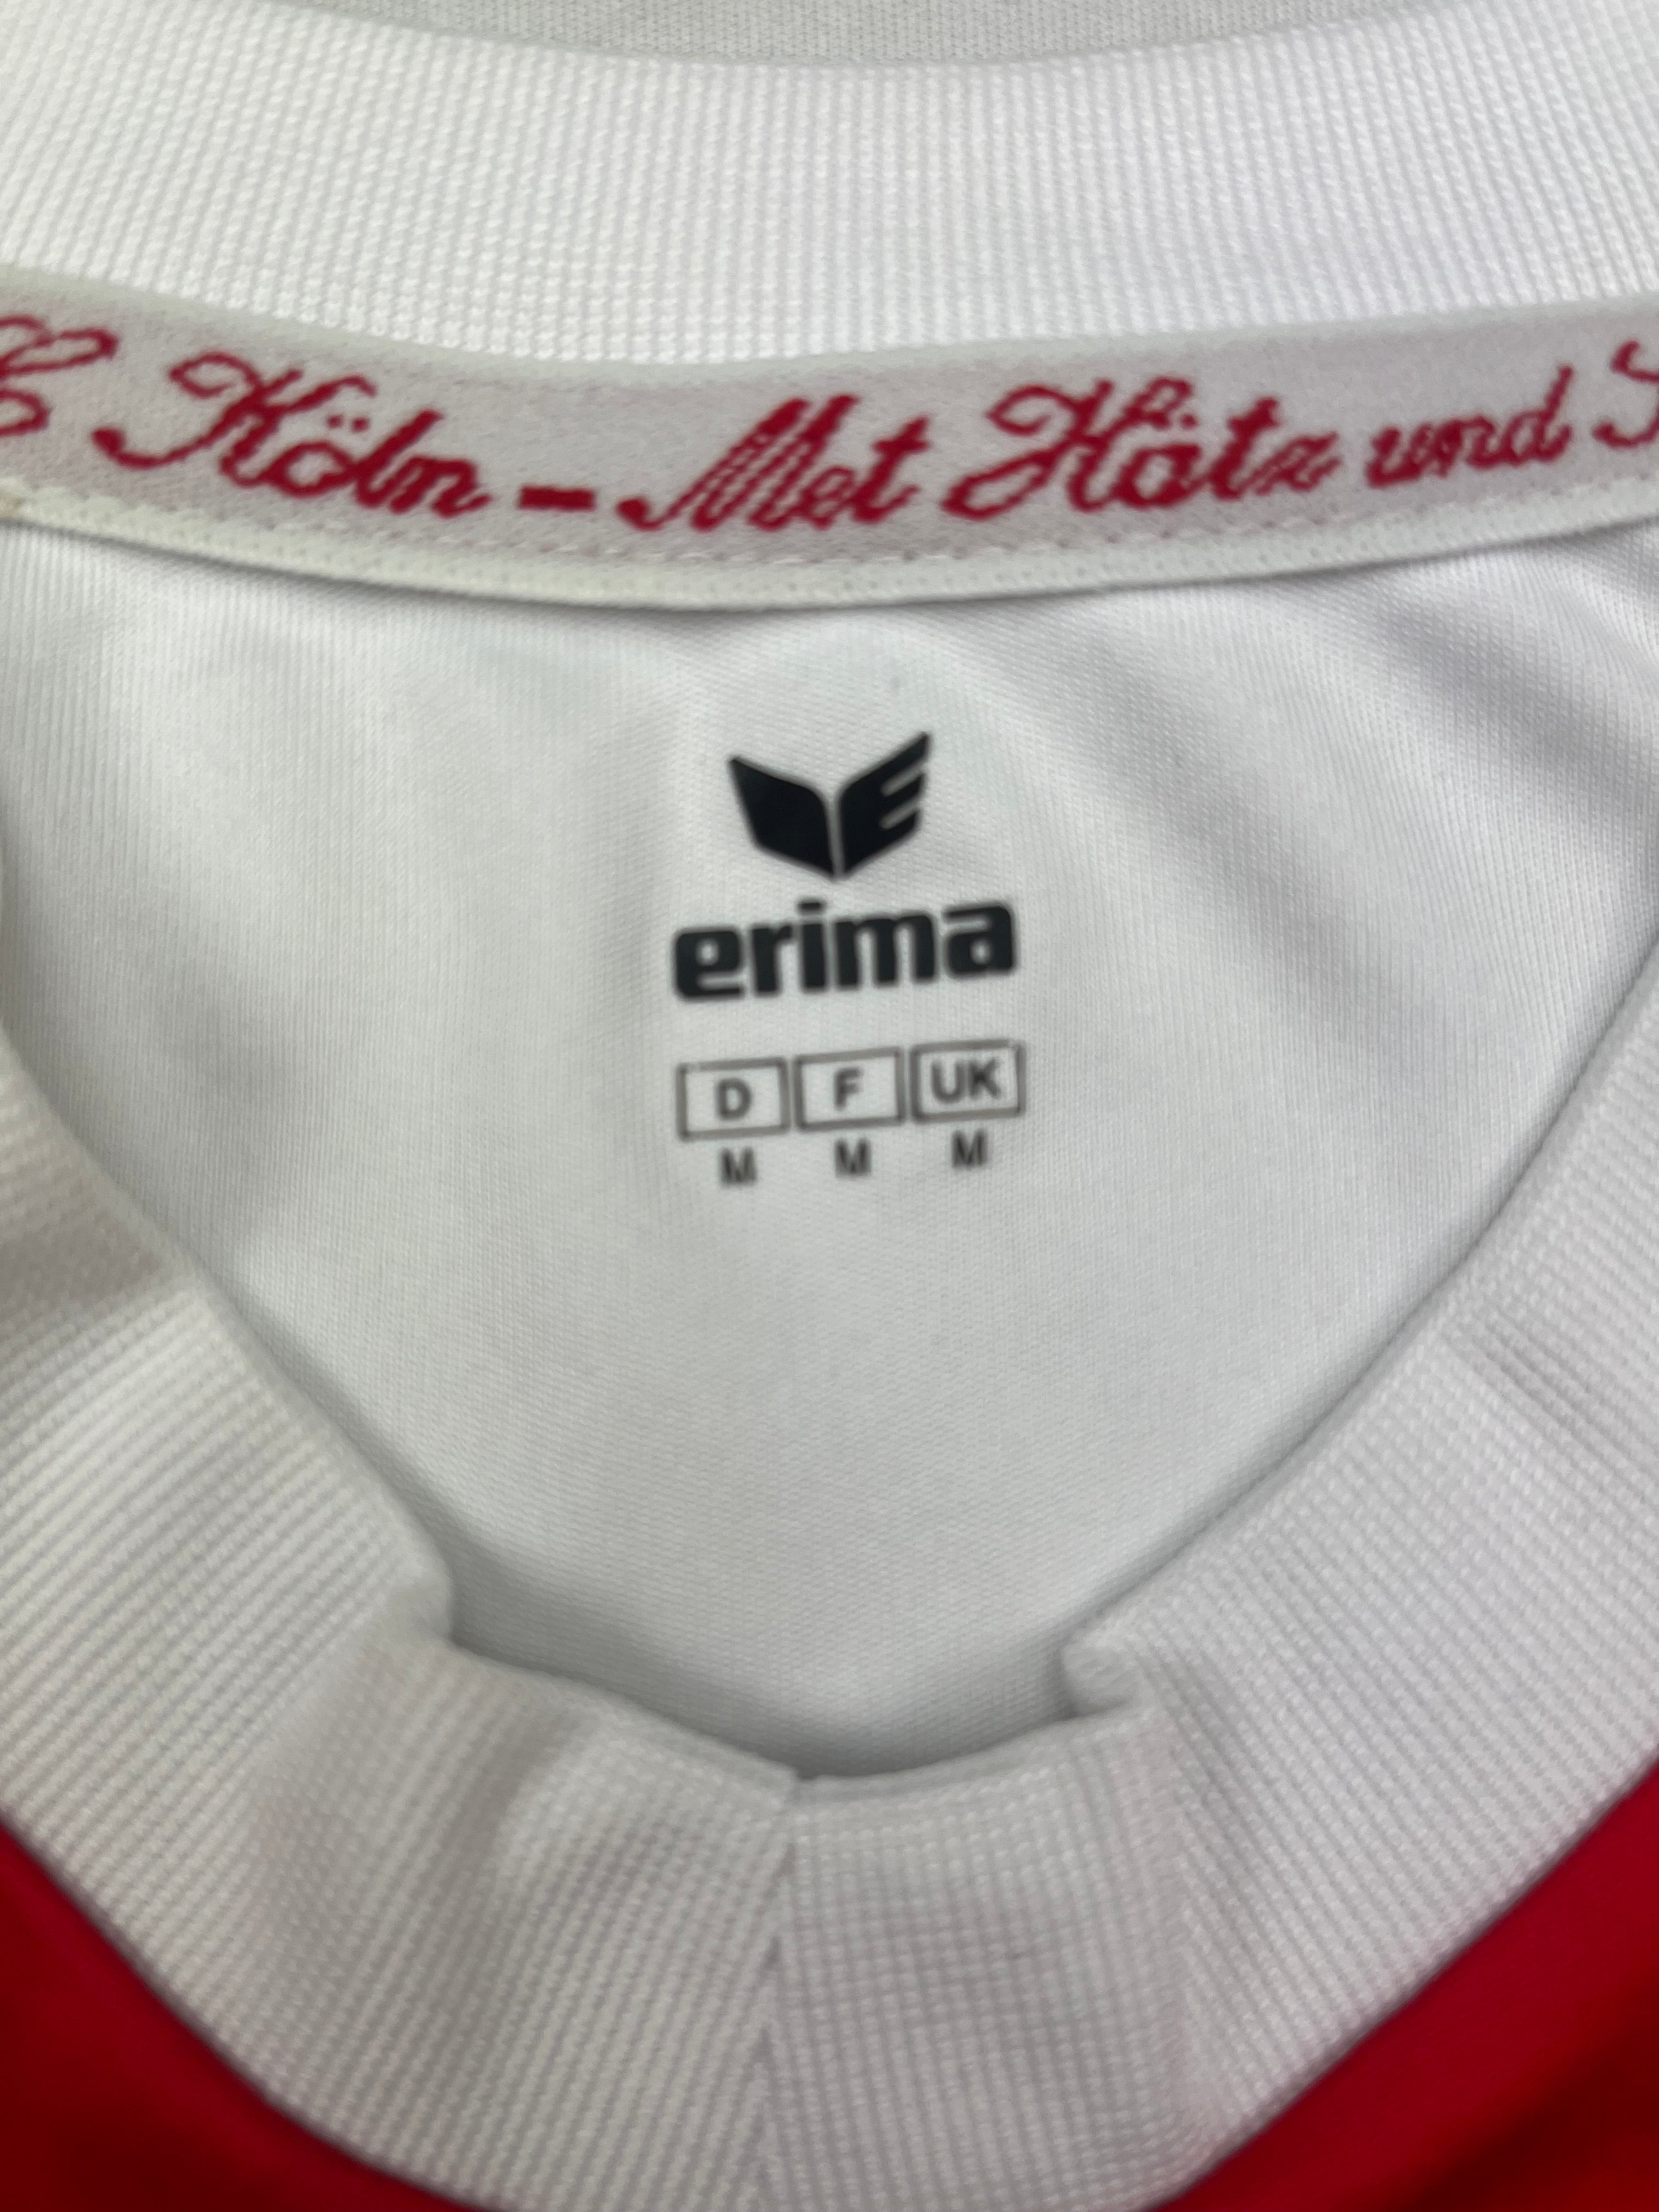 C Köln - Met Hätz und S
erima
D F UK
M M M